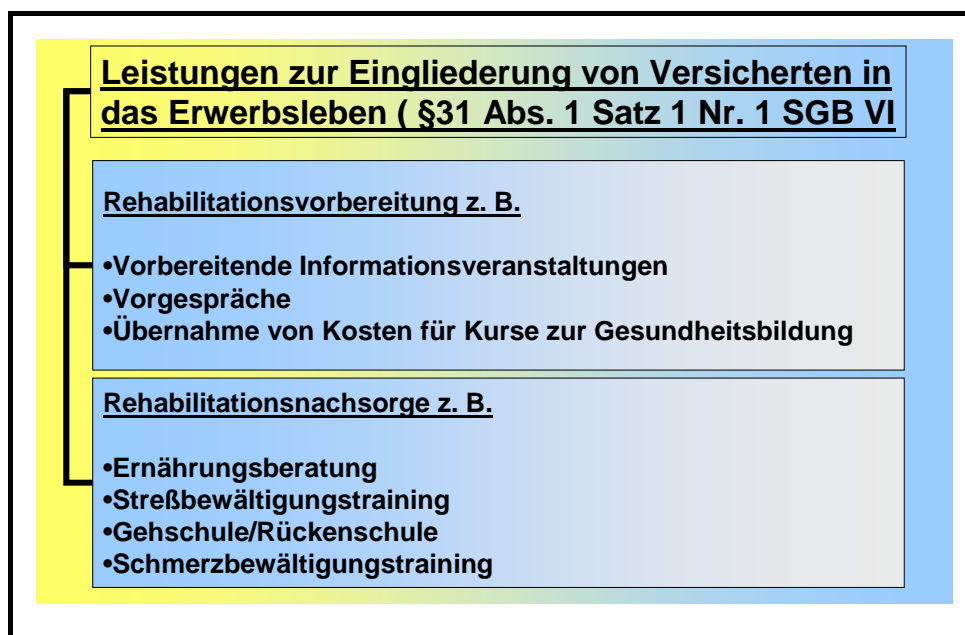 Leistungen zur Eingliederung von Versicherten in
das Erwerbsleben ( §31 Abs. 1 Satz 1 Nr. 1 SGB VI
Rehabilitationsvorbereitung z. B.
•Vorbereitende Informationsveranstaltungen
•Vorgespräche
•Übernahme von Kosten für Kurse zur Gesundheitsbildung
Rehabilitationsnachsorge z. B.
•Ernährungsberatung
•Streßbewältigungstraining
•Gehschule/Rückenschule
•Schmerzbewältigungstraining